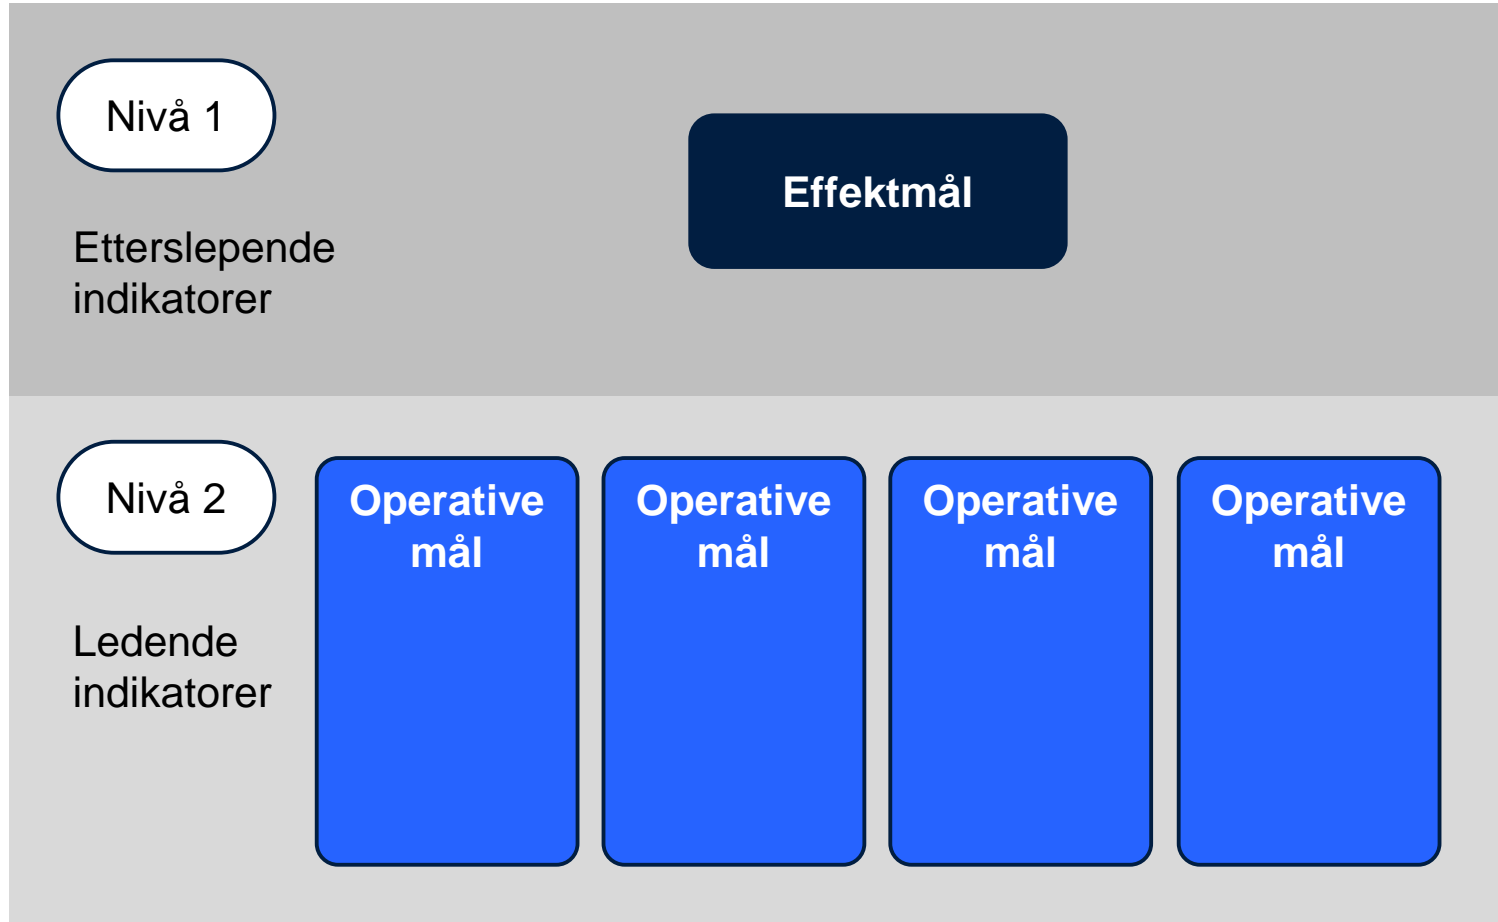 Nivå 1
Effektmål
Etterslepende
indikatorer
Nivå 2
Ledende
indikatorer
Operative
mål
Operative
mål
Operative
mål
Operative
mål